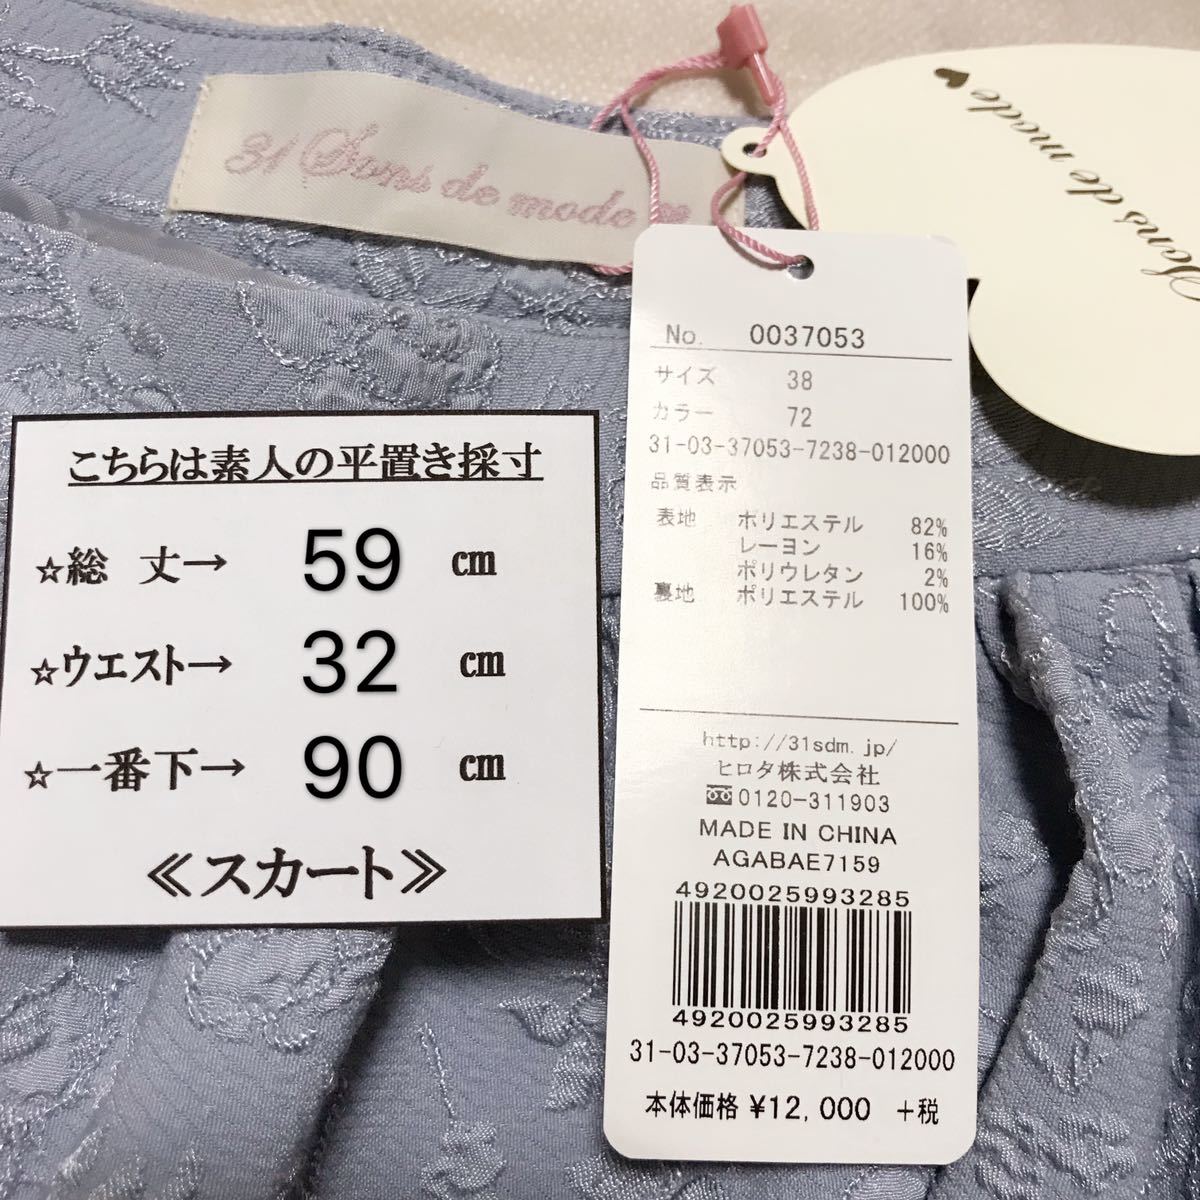 31 Sons de mode
Sons de mode
No. 0037053
サイズ 38
カラー 72
31-03-37053-7238-012000
品質表示
表地 ポリエステル 82%
レーヨン 16%
ポリウレタン 2%
裏地 ポリエステル 100%
http://31sdm.jp/
ヒロタ株式会社
0120-311903
MADE IN CHINA
AGABAE7159
4920025993285
4920025993285
31-03-37053-7238-012000
本体価格 ¥12,000 +税
こちらは素人の平置き採寸
☆総 丈→ 59 ㎝
☆ウエスト→ 32 ㎝
☆一番下→ 90 ㎝
≪スカート≫